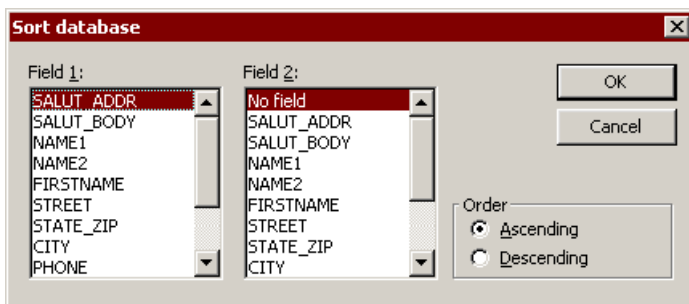 Sort database
Field 1:
SALUT_ADDR
SALUT_BODY
NAME1
NAME2
FIRSTNAME
STREET
STATE_ZIP
CITY
PHONE
Field 2:
No field
SALUT_ADDR
SALUT_BODY
NAME1
NAME2
FIRSTNAME
STREET
STATE_ZIP
CITY
OK
Cancel
Order
Ascending
Descending